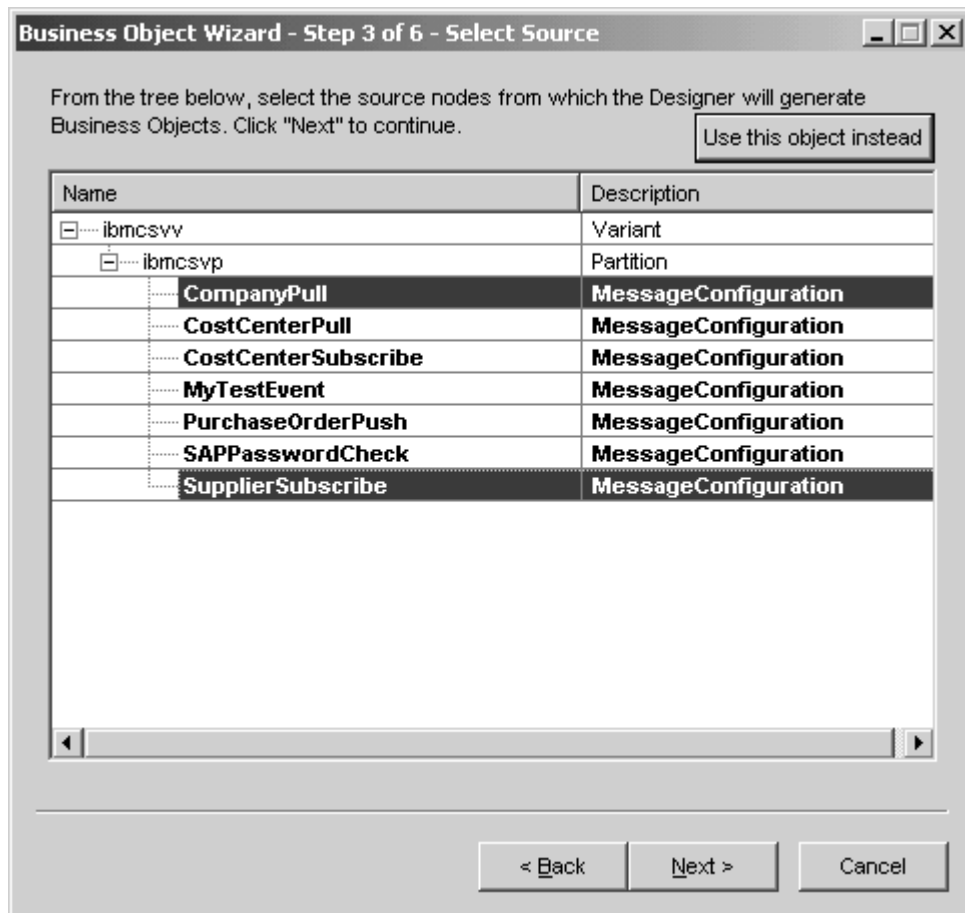 Business Object Wizard - Step 3 of 6 - Select Source
From the tree below, select the source nodes from which the Designer will generate
Business Objects. Click "Next" to continue.
Use this object instead
Name Description
ibmcsvv Variant
ibmcsvp Partition
CompanyPull MessageConfiguration
CostCenterPull MessageConfiguration
CostCenterSubscribe MessageConfiguration
MyTestEvent MessageConfiguration
PurchaseOrderPush MessageConfiguration
SAPPasswordCheck MessageConfiguration
SupplierSubscribe MessageConfiguration
< Back Next > Cancel